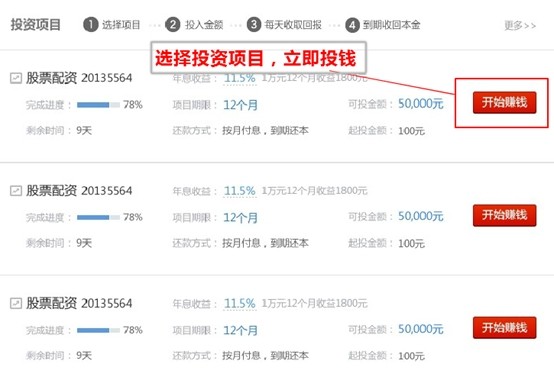 投资项目 1 选择项目 2 投入金额 3 每天收取回报 4 到期收回本金 更多>>
选择投资项目，立即投钱
股票配资 20135564 年息收益： 11.5% 1万元12个月收益1800元
完成进度： 78% 项目期限： 12个月 可投金额： 50,000元 开始赚钱
剩余时间： 9天 还款方式： 按月付息，到期还本 起投金额： 100元
股票配资 20135564 年息收益： 11.5% 1万元12个月收益1800元
完成进度： 78% 项目期限： 12个月 可投金额： 50,000元 开始赚钱
剩余时间： 9天 还款方式： 按月付息，到期还本 起投金额： 100元
股票配资 20135564 年息收益： 11.5% 1万元12个月收益1800元
完成进度： 78% 项目期限： 12个月 可投金额： 50,000元 开始赚钱
剩余时间： 9天 还款方式： 按月付息，到期还本 起投金额： 100元